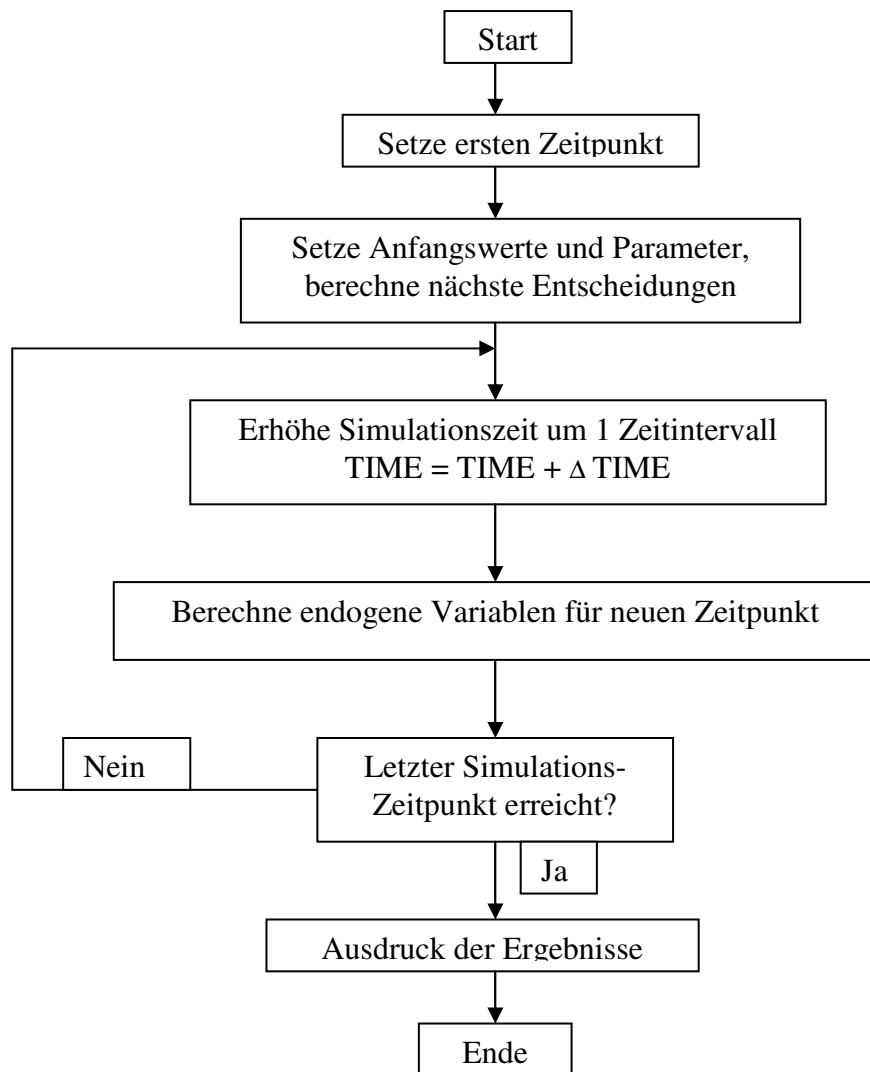 Start
Setze ersten Zeitpunkt
Setze Anfangswerte und Parameter,
berechne nächste Entscheidungen
Erhöhe Simulationszeit um 1 Zeitintervall
TIME = TIME + Δ TIME
Berechne endogene Variablen für neuen Zeitpunkt
Nein
Letzter Simulations-
Zeitpunkt erreicht?
Ja
Ausdruck der Ergebnisse
Ende